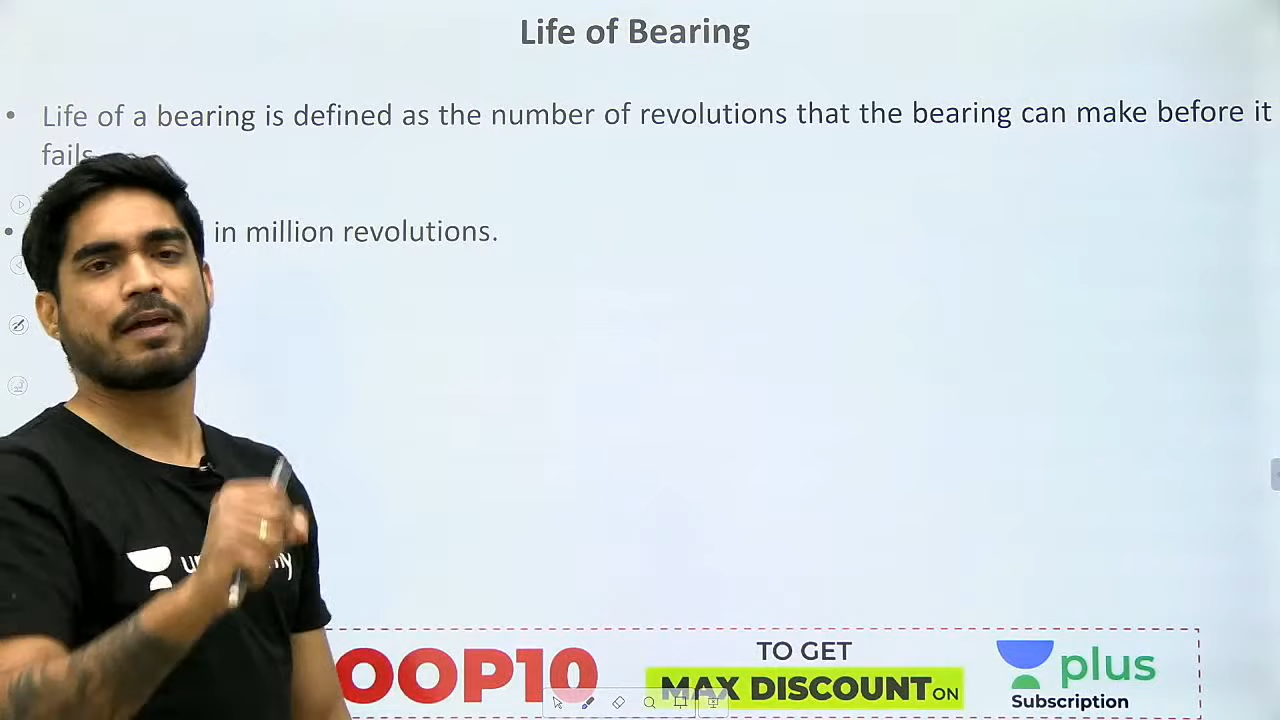 Life of Bearing
• Life of a bearing is defined as the number of revolutions that the bearing can make before it
fails
• in million revolutions.
OOP10
TO GET
MAX DISCOUNT ON
plus
Subscription